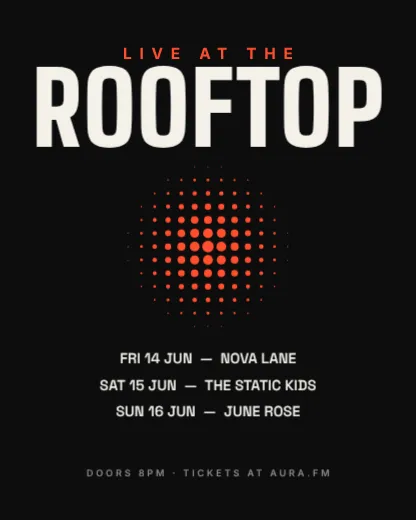 LIVE AT THE
ROOFTOP
FRI 14 JUN — NOVA LANE
SAT 15 JUN — THE STATIC KIDS
SUN 16 JUN — JUNE ROSE
DOORS 8PM · TICKETS AT AURA.FM